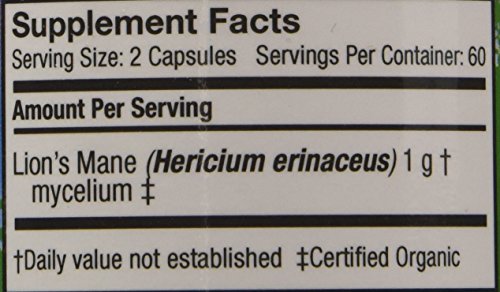 Supplement Facts
Serving Size: 2 Capsules Servings Per Container: 60
Amount Per Serving
Lion's Mane (Hericium erinaceus) 1 g †
mycelium ‡
†Daily value not established ‡Certified Organic